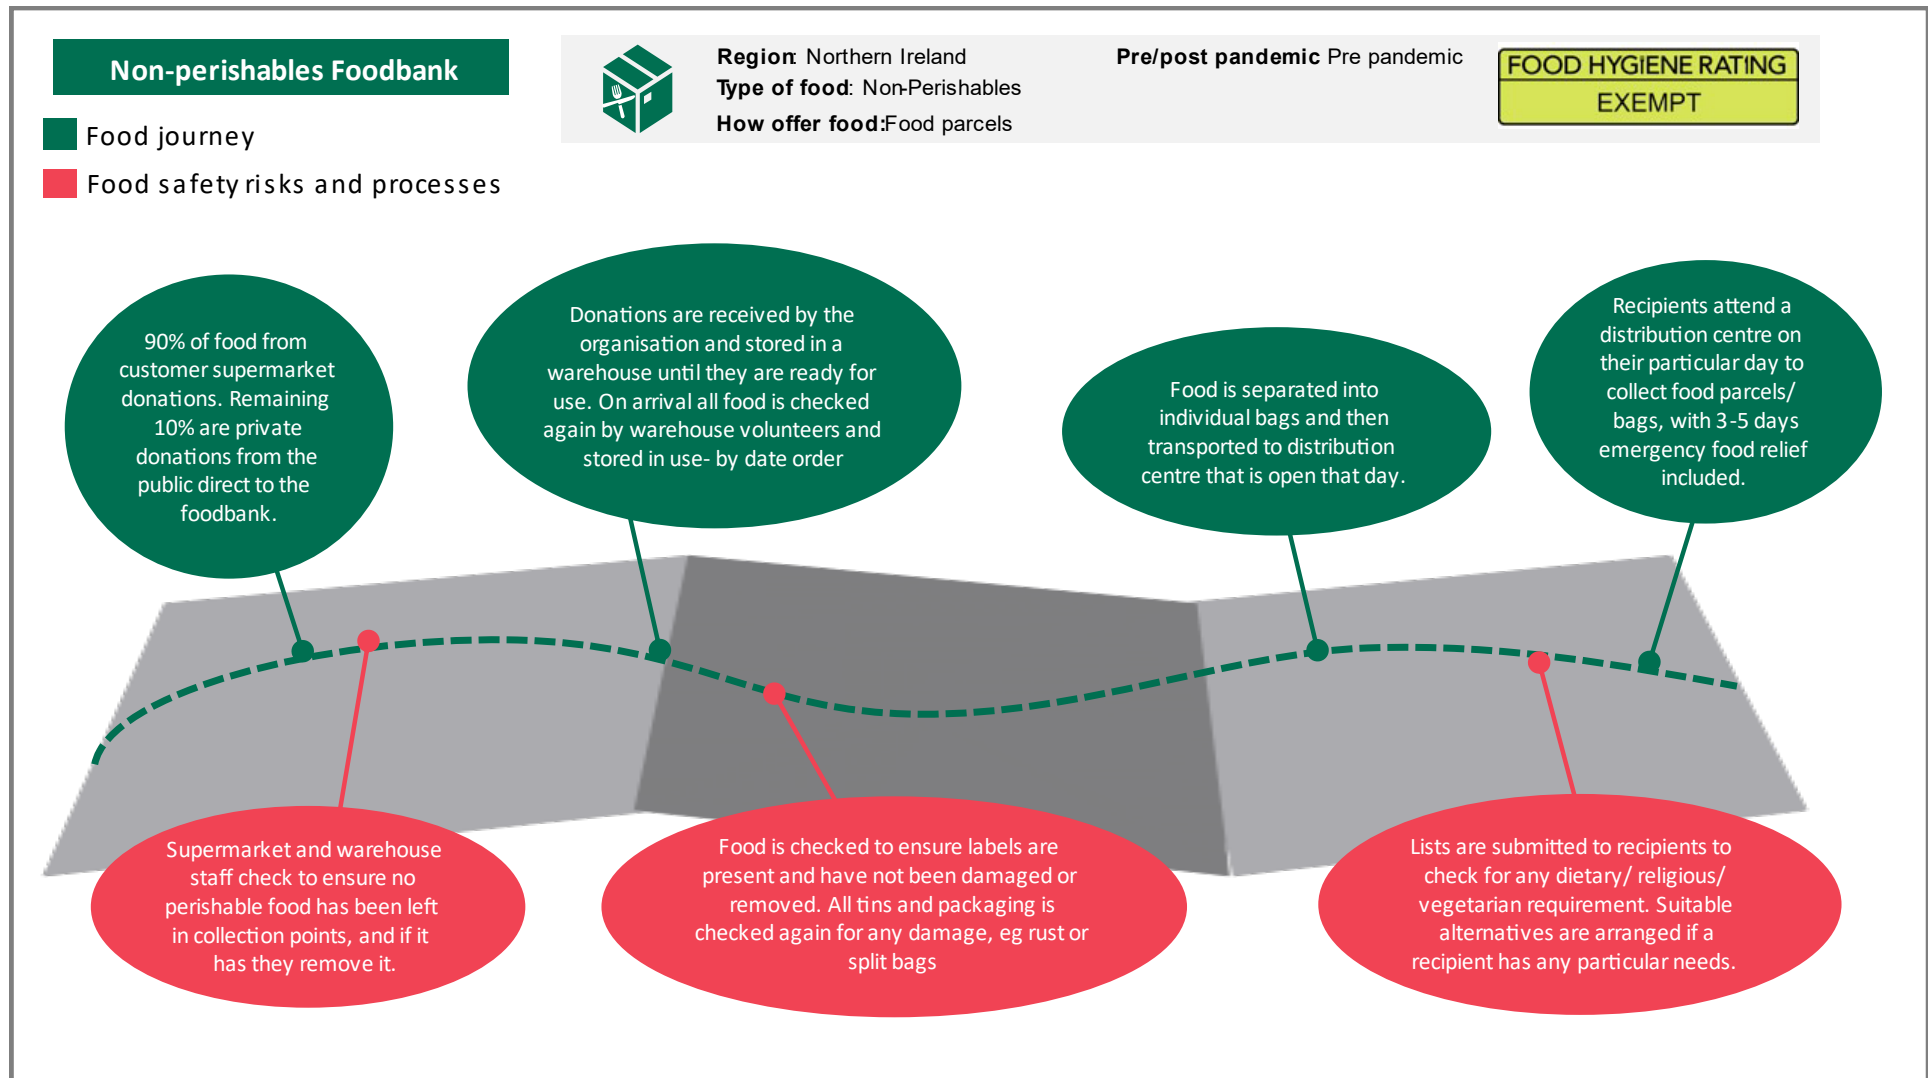 Non-perishables Foodbank
Food journey
Food safety risks and processes
Region: Northern Ireland
Type of food: Non-Perishables
How offer food:Food parcels
Pre/post pandemic Pre pandemic
FOOD HYGIENE RATING
EXEMPT
90% of food from
customer supermarket
donations. Remaining
10% are private
donations from the
public direct to the
foodbank.
Donations are received by the
organisation and stored in a
warehouse until they are ready for
use. On arrival all food is checked
again by warehouse volunteers and
stored in use- by date order
Food is separated into
individual bags and then
transported to distribution
centre that is open that day.
Recipients attend a
distribution centre on
their particular day to
collect food parcels/
bags, with 3-5 days
emergency food relief
included.
Supermarket and warehouse
staff check to ensure no
perishable food has been left
in collection points, and if it
has they remove it.
Food is checked to ensure labels are
present and have not been damaged or
removed. All tins and packaging is
checked again for any damage, eg rust or
split bags
Lists are submitted to recipients to
check for any dietary/ religious/
vegetarian requirement. Suitable
alternatives are arranged if a
recipient has any particular needs.